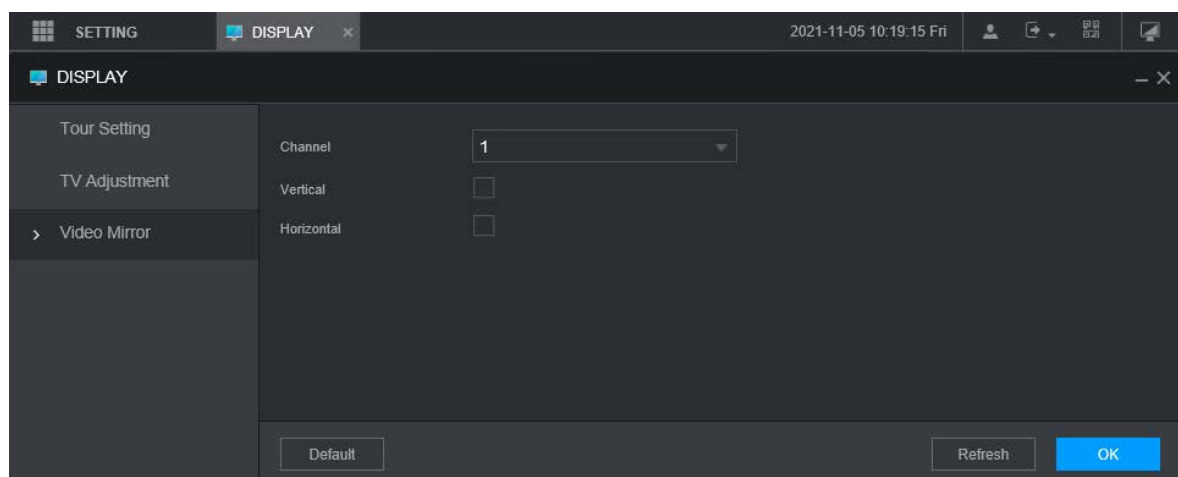 SETTING DISPLAY × 2021-11-05 10:19:15 Fri
DISPLAY
Tour Setting
TV Adjustment
Video Mirror
Channel 1
Vertical
Horizontal
Default Refresh OK